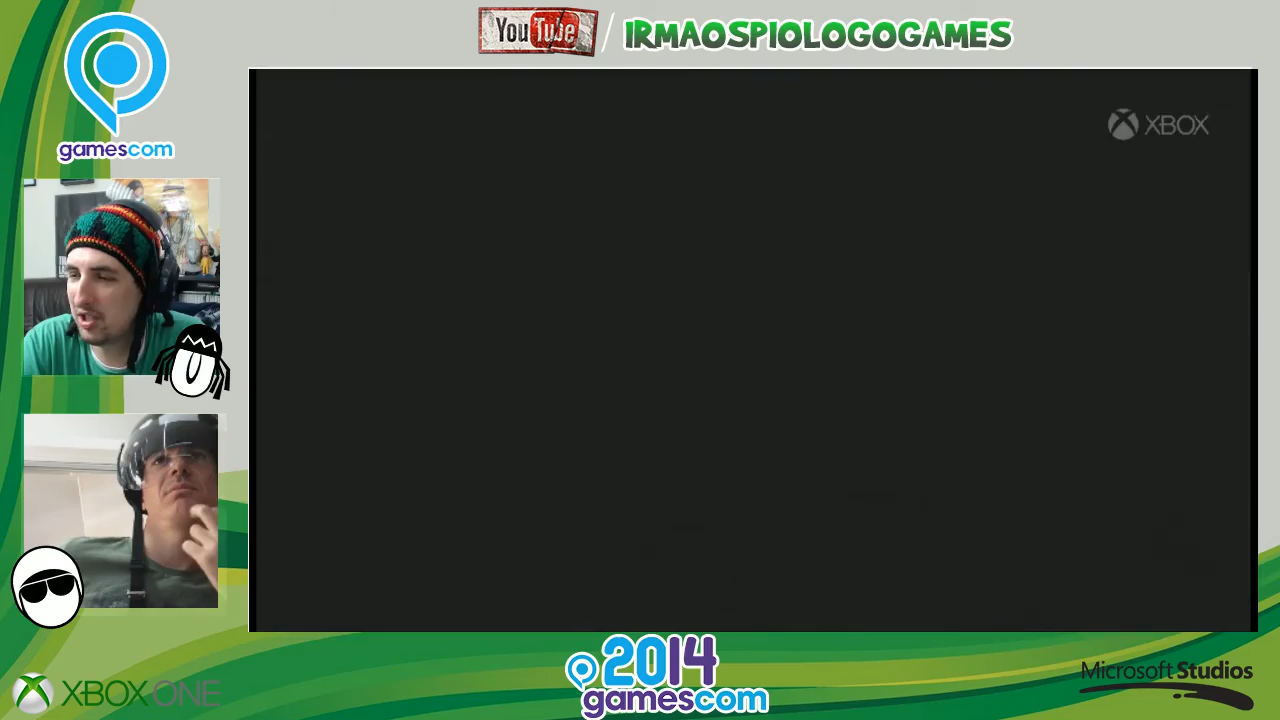 YouTube / IRMAOSPIOLOGOGAMES
gamescom
XBOX
2014
gamescom
XBOX ONE
Microsoft Studios